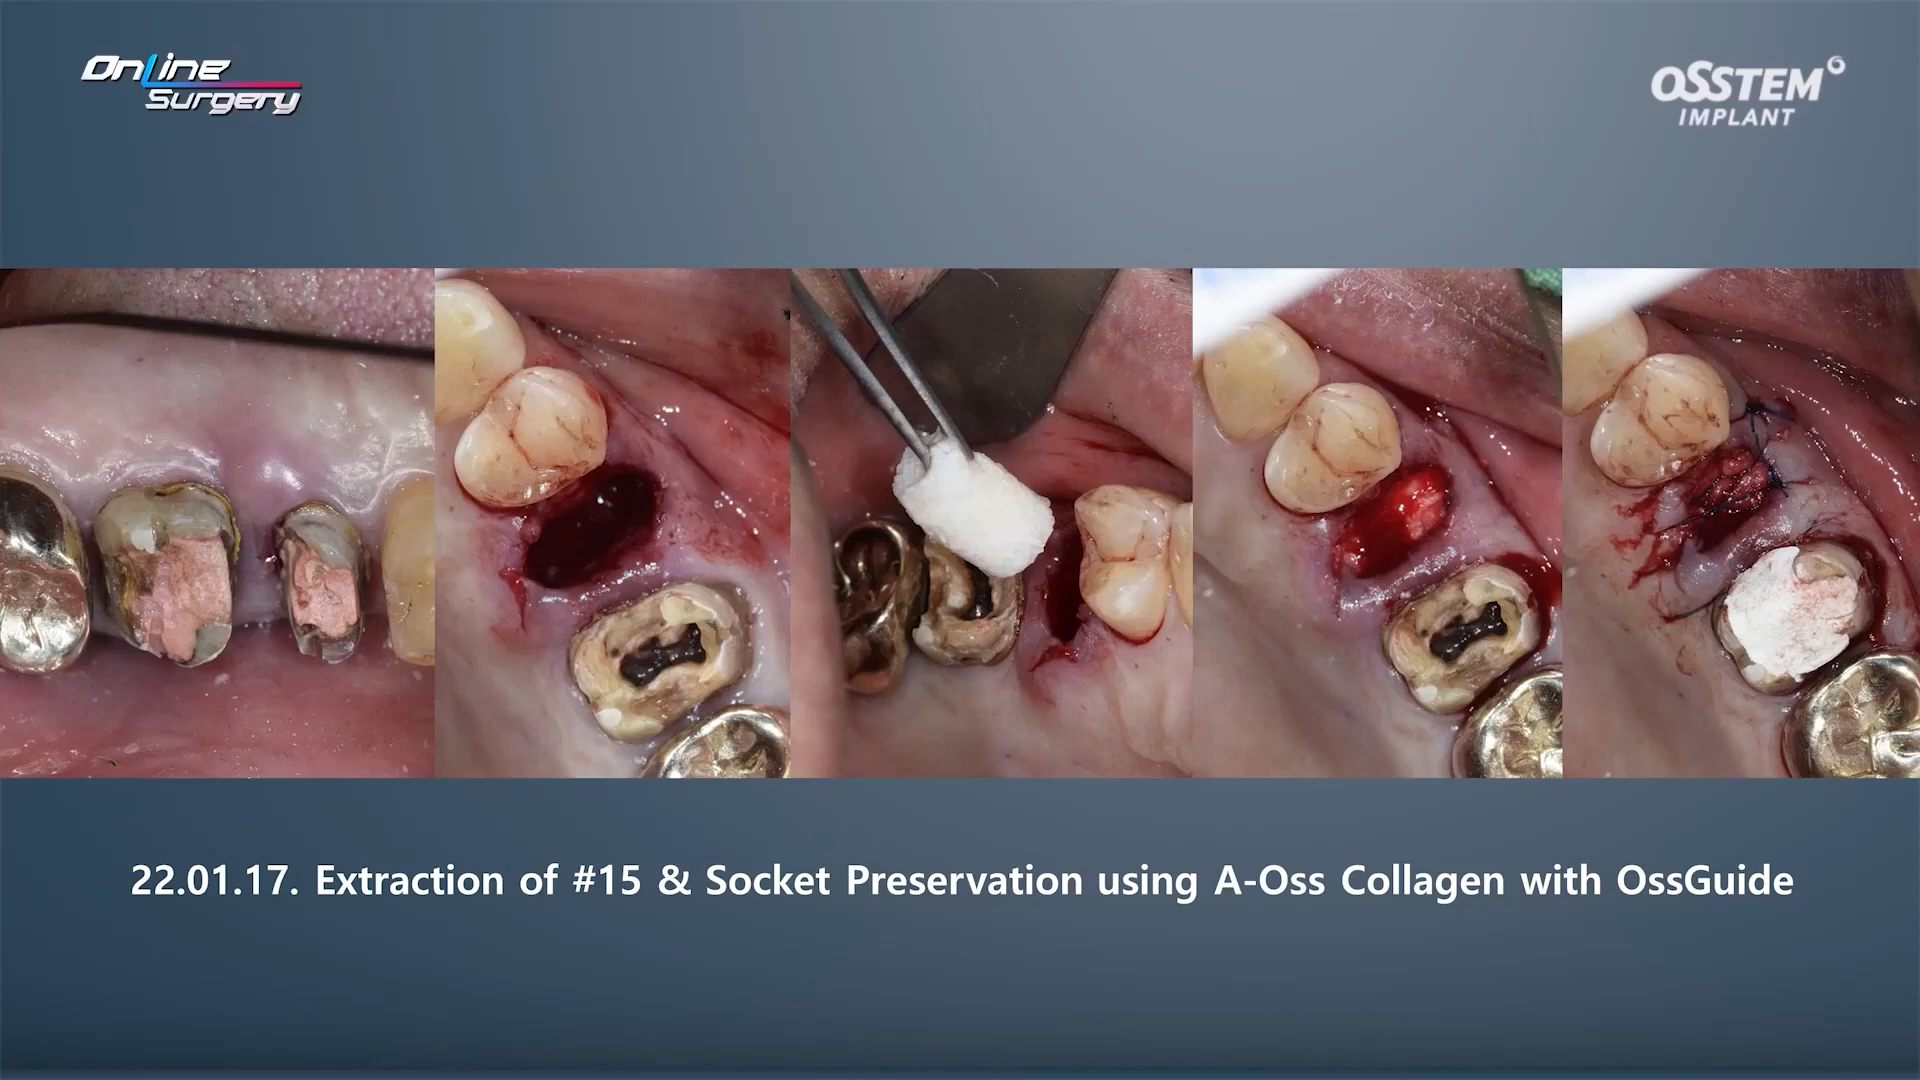 OnLine
Surgery
OSSTEM
IMPLANT
22.01.17. Extraction of #15 & Socket Preservation using A-Oss Collagen with OssGuide